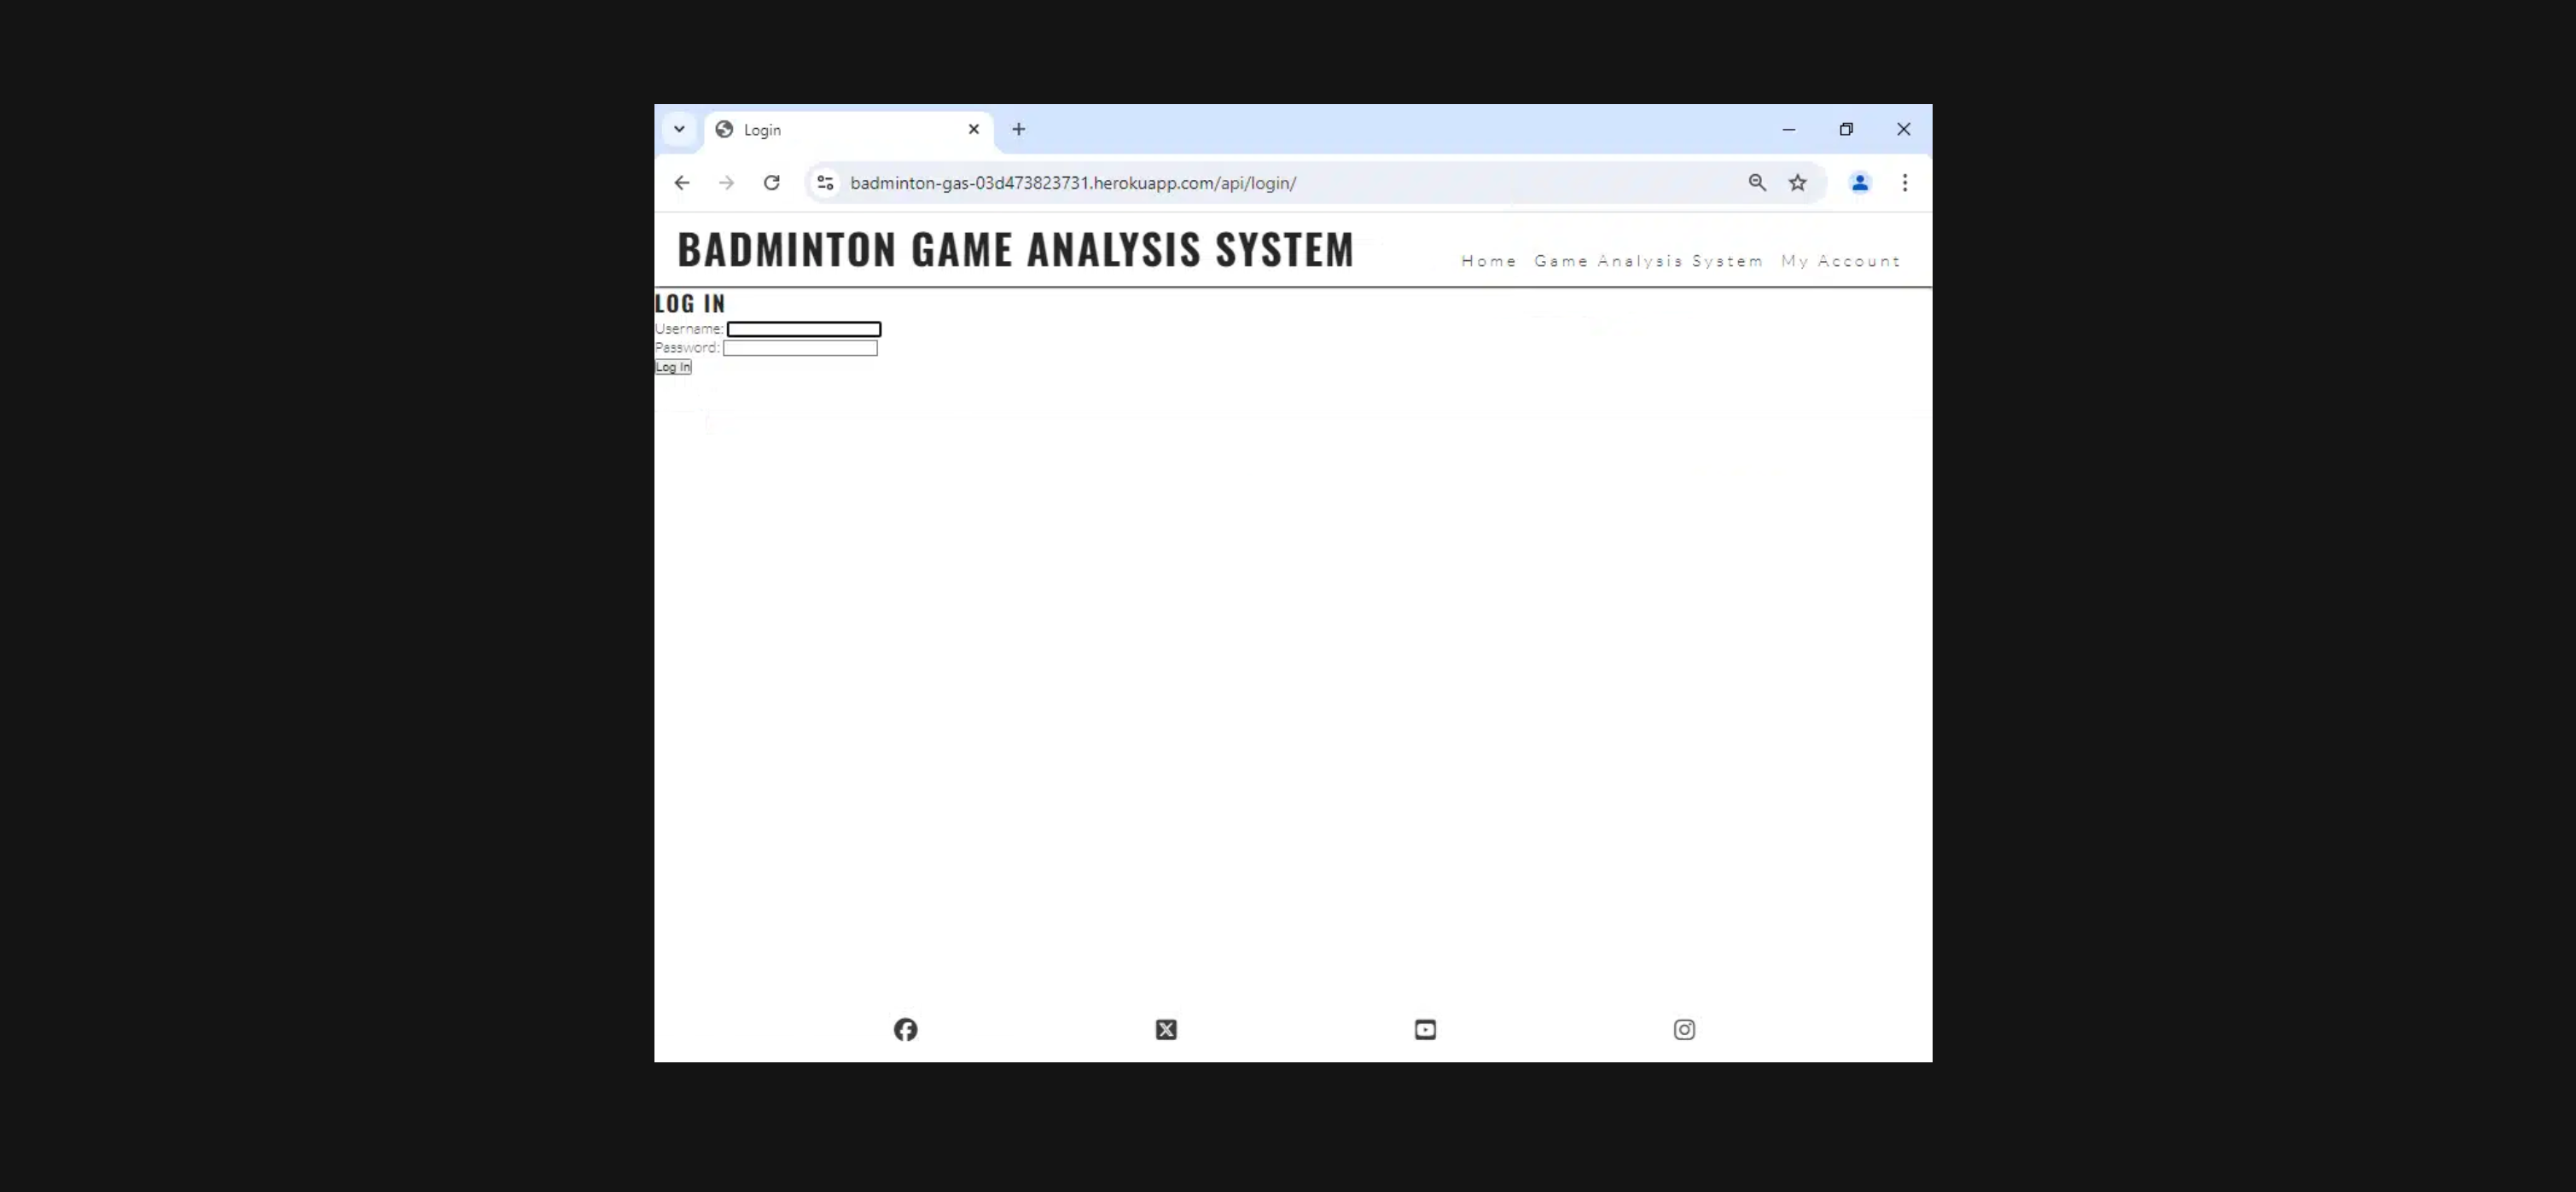 Login
badminton-gas-03d473823731.herokuapp.com/api/login/
BADMINTON GAME ANALYSIS SYSTEM
Home Game Analysis System My Account
LOG IN
Username:
Password:
Log In